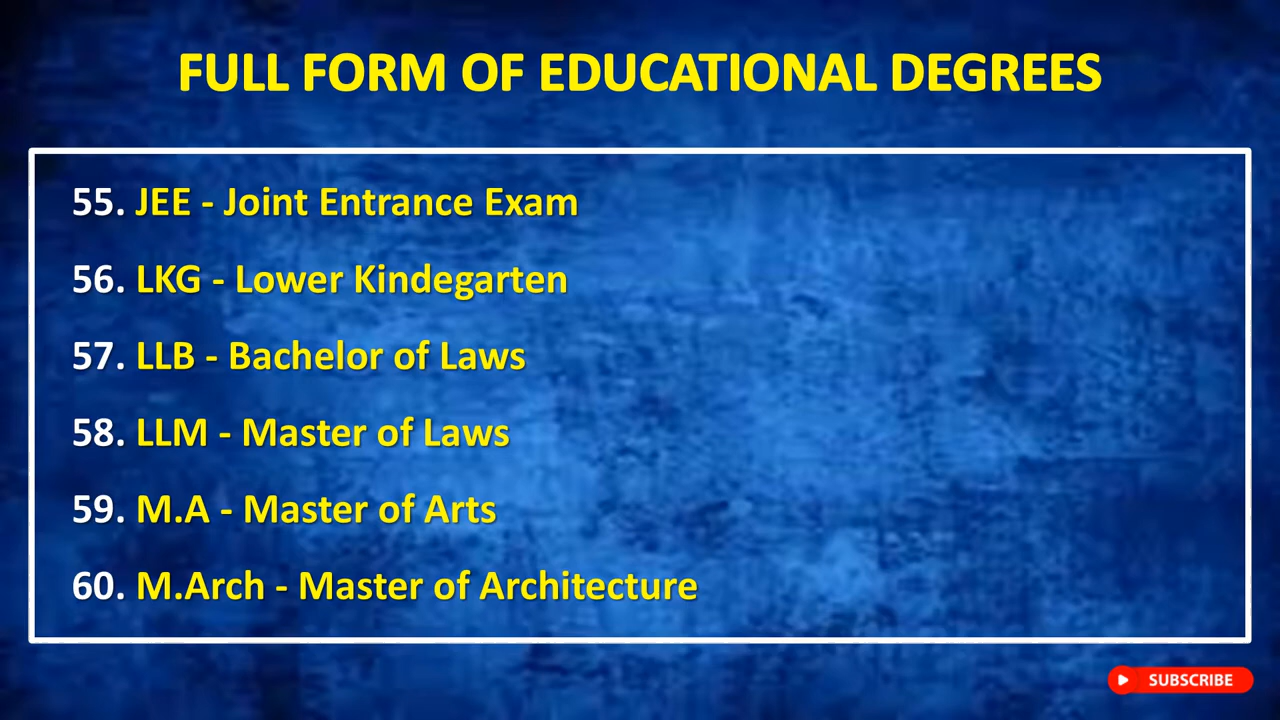 FULL FORM OF EDUCATIONAL DEGREES
55. JEE - Joint Entrance Exam
56. LKG - Lower Kindegarten
57. LLB - Bachelor of Laws
58. LLM - Master of Laws
59. M.A - Master of Arts
60. M.Arch - Master of Architecture
SUBSCRIBE